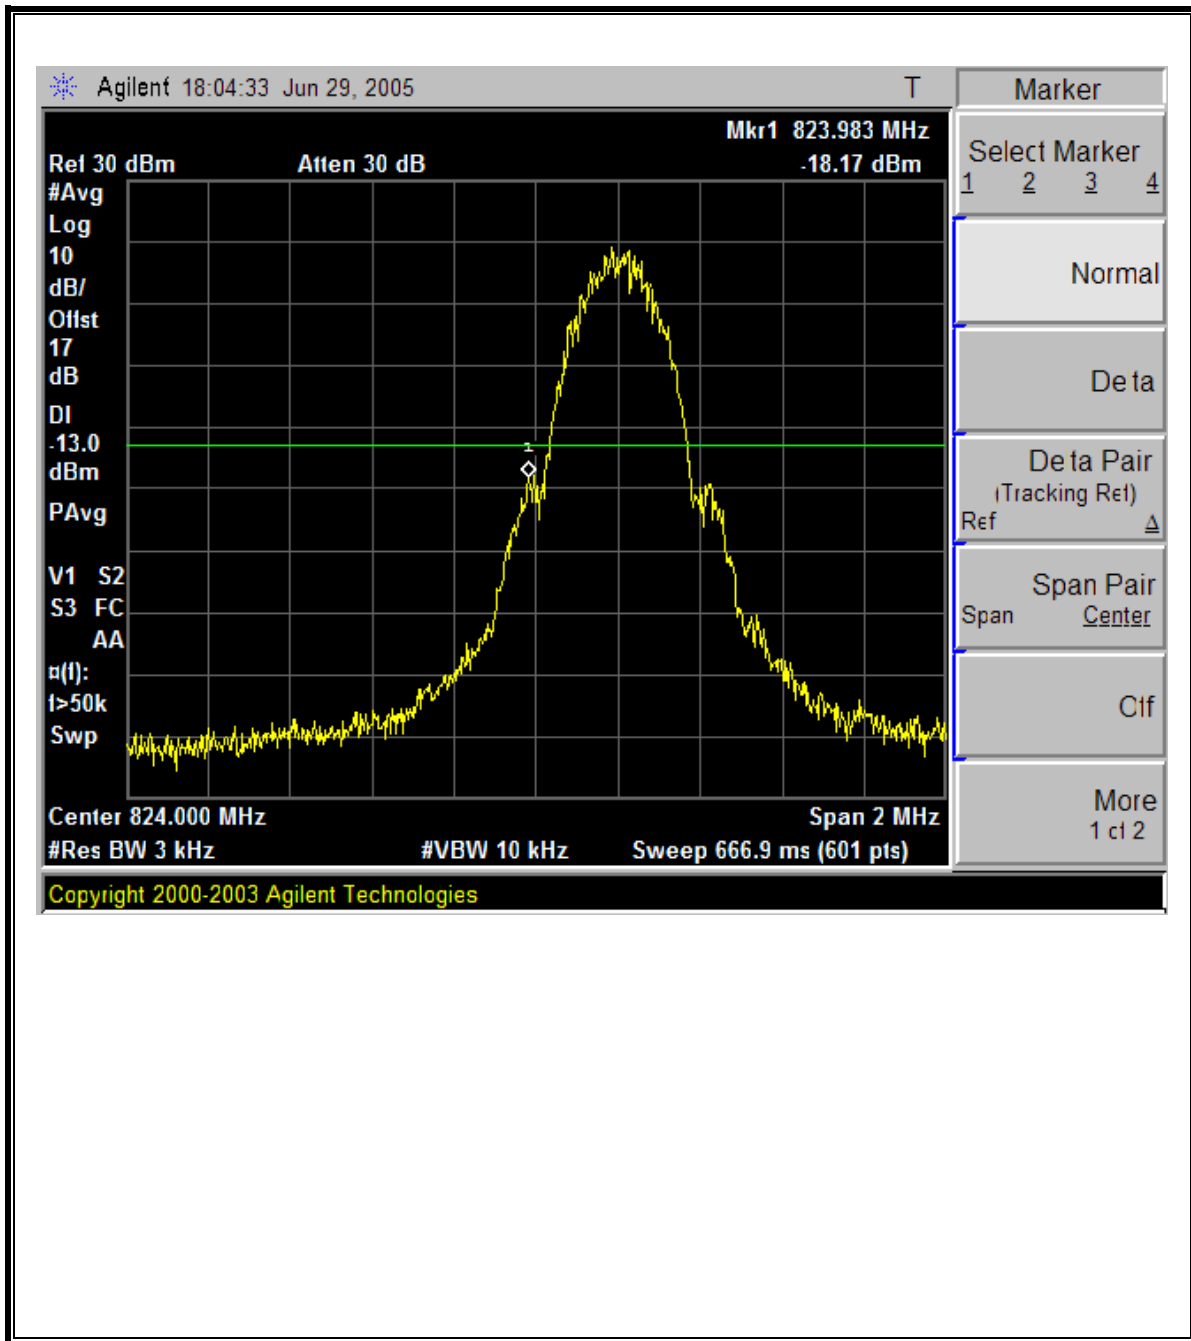 Agilent 18:04:33 Jun 29, 2005 T
Mkr1 823.983 MHz
Ref 30 dBm Atten 30 dB -18.17 dBm
#Avg
Log
10
dB/
Offst
17
dB
DI
-13.0
dBm
PAvg
V1 S2
S3 FC
AA
¤(f):
f>50k
Swp
1
Center 824.000 MHz Span 2 MHz
#Res BW 3 kHz #VBW 10 kHz Sweep 666.9 ms (601 pts)
Copyright 2000-2003 Agilent Technologies
Marker
Select Marker
1 2 3 4
Normal
Delta
Delta Pair
(Tracking Ref)
Ref Δ
Span Pair
Span Center
Off
More
1 of 2